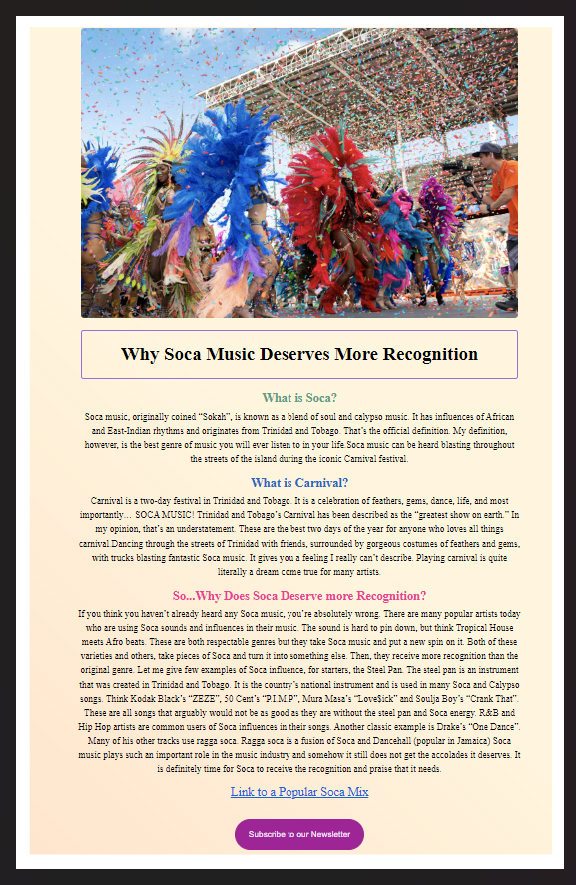 Why Soca Music Deserves More Recognition
What is Soca?
Soca music, originally coined “Sokah”, is known as a blend of soul and calypso music. It has influences of African
and East-Indian rhythms and originates from Trinidad and Tobago. That’s the official definition. My definition,
however, is the best genre of music you will ever listen to in your life.Soca music can be heard blasting throughout
the streets of the island during the iconic Carnival festival.
What is Carnival?
Carnival is a two-day festival in Trinidad and Tobago. It is a celebration of feathers, gems, dance, life, and most
importantly… SOCA MUSIC! Trinidad and Tobago’s Carnival has been described as the “greatest show on earth.” In
my opinion, that’s an understatement. These are the best two days of the year for anyone who loves all things
carnival.Dancing through the streets of Trinidad with friends, surrounded by gorgeous costumes of feathers and gems,
with trucks blasting fantastic Soca music. It gives you a feeling I really can’t describe. Playing carnival is quite
literally a dream come true for many artists.
So...Why Does Soca Deserve more Recognition?
If you think you haven’t already heard any Soca music, you’re absolutely wrong. There are many popular artists today
who are using Soca sounds and influences in their music. The sound is hard to pin down, but think Tropical House
meets Afro beats. These are both respectable genres but they take Soca music and put a new spin on it. Both of these
varieties and others, take pieces of Soca and turn it into something else. Then, they receive more recognition than the
original genre. Let me give few examples of Soca influence, for starters, the Steel Pan. The steel pan is an instrument
that was created in Trinidad and Tobago. It is the country’s national instrument and is used in many Soca and Calypso
songs. Think Kodak Black’s “ZEZE”, 50 Cent’s “P.I.M.P”, Mura Masa’s “Love$ick” and Soulja Boy’s “Crank That”.
These are all songs that arguably would not be as good as they are without the steel pan and Soca energy. R&B and
Hip Hop artists are common users of Soca influences in their songs. Another classic example is Drake’s “One Dance”.
Many of his other tracks use ragga soca. Ragga soca is a fusion of Soca and Dancehall (popular in Jamaica) Soca
music plays such an important role in the music industry and somehow it still does not get the accolades it deserves. It
is definitely time for Soca to receive the recognition and praise that it needs.
Link to a Popular Soca Mix
Subscribe to our Newsletter